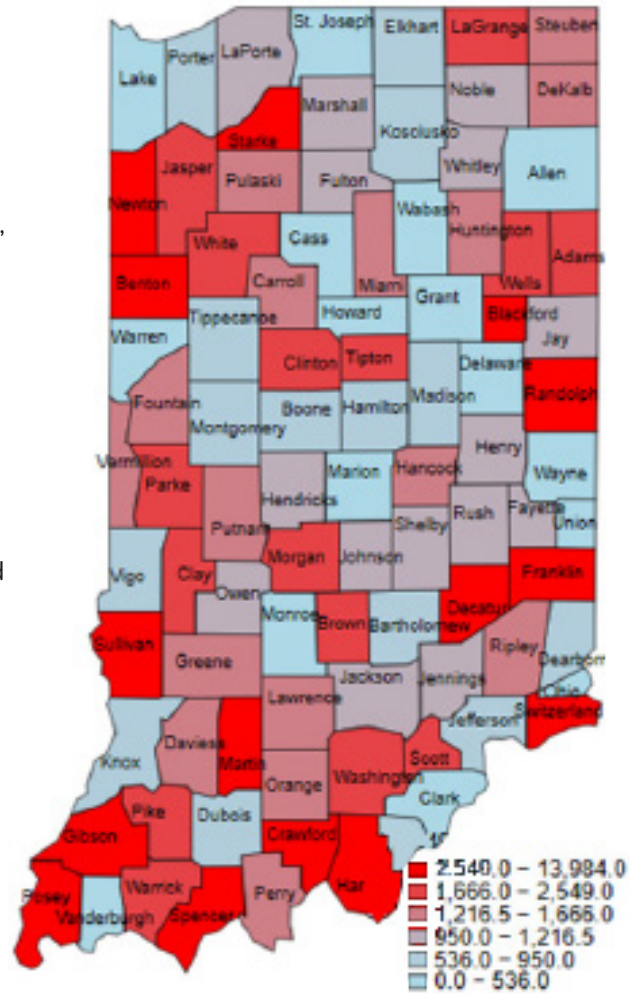 St. Joseph
Elkhart
LaGrange
Steuben
LaPorte
Porter
Lake
Noble
DeKalb
Marshall
Kosciusko
Starke
Whitley
Allen
Jasper
Pulaski
Fulton
Newton
,
Wabash
Huntington
White
Cass
Wells
Adams
Benton
Carroll
Miami
Grant
Tippecanoe
Howard
Blackford
Warren
Jay
Clinton
Tipton
Delaware
Madison
Randolph
Fountain
Boone
Hamilton
Montgomery
Henry
Vermillion
Parke
Marion
Hancock
Wayne
Hendricks
Putnam
Shelby
Rush
Fayette
Union
Morgan
Johnson
d
Vigo
Clay
Franklin
Owen
Monroe
Brown
Bartholomew
Decatur
Sullivan
Greene
Ripley
Dearborn
Jackson
Jennings
Ohio
Lawrence
Switzerland
Jefferson
Daviess
Knox
Martin
Orange
Washington
Scott
Clark
Pike
Dubois
Gibson
Crawford
Har
Posey
Warrick
Perry
Vanderburgh
Spencer
2,540.0 – 13,984.0
1,666.0 – 2,549.0
1,216.5 – 1,666.0
950.0 – 1,216.5
536.0 – 950.0
0.0 – 536.0